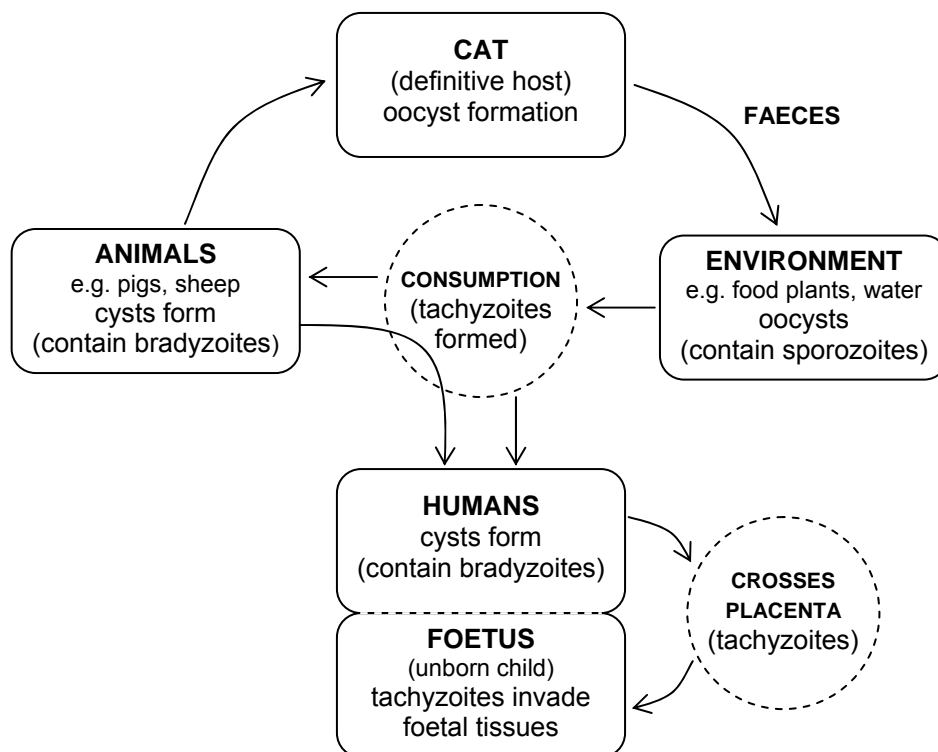 CAT
(definitive host)
oocyst formation
FAECES
ANIMALS
e.g. pigs, sheep
cysts form
(contain bradyzoites)
CONSUMPTION
(tachyzoites
formed)
ENVIRONMENT
e.g. food plants, water
oocysts
(contain sporozoites)
HUMANS
cysts form
(contain bradyzoites)
CROSSES
PLACENTA
(tachyzoites)
FOETUS
(unborn child)
tachyzoites invade
foetal tissues